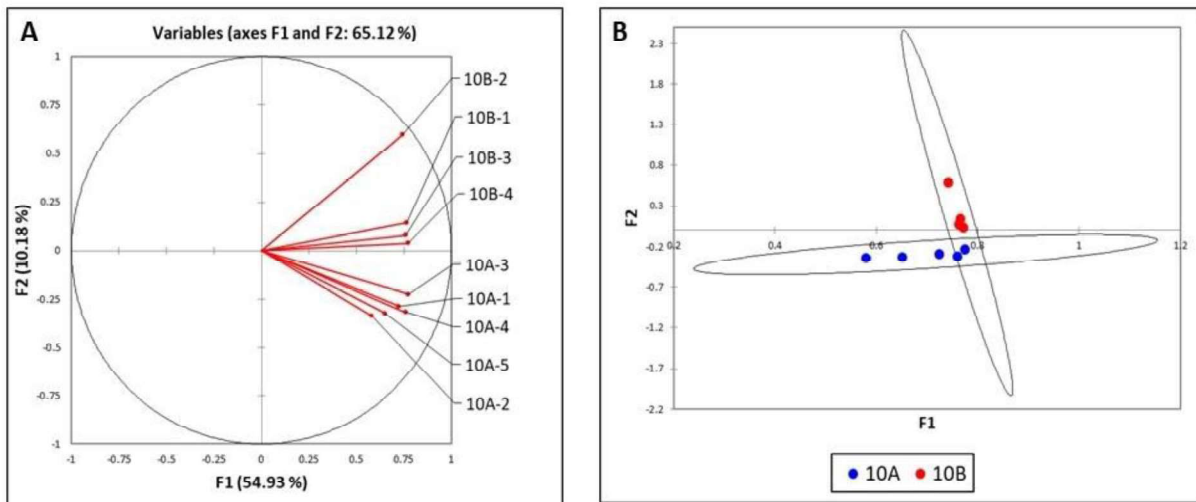 A
Variables (axes F1 and F2: 65.12 %)
1
0.75
0.5
0.25
0
-0.25
-0.5
-0.75
-1
F2 (10.18 %)
10B-2
10B-1
10B-3
10B-4
10A-3
10A-1
10A-4
10A-5
10A-2
-1
-0.75
-0.5
-0.25
0
0.25
0.5
0.75
1
F1 (54.93 %)
B
2.3
1.8
1.3
0.8
0.3
-0.2
-0.7
-1.2
-1.7
-2.2
F2
0.2
0.4
0.6
0.8
1
1.2
F1
10A
10B